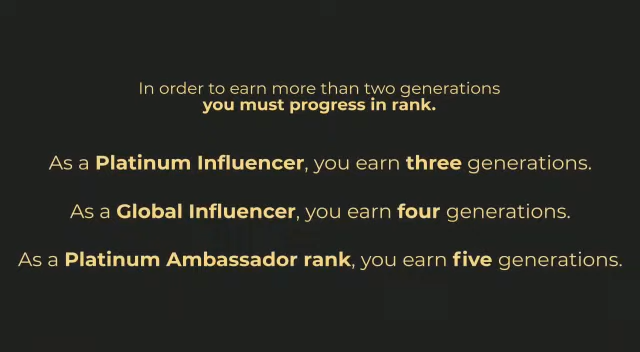 In order to earn more than two generations
you must progress in rank.
As a Platinum Influencer, you earn three generations.
As a Global Influencer, you earn four generations.
As a Platinum Ambassador rank, you earn five generations.